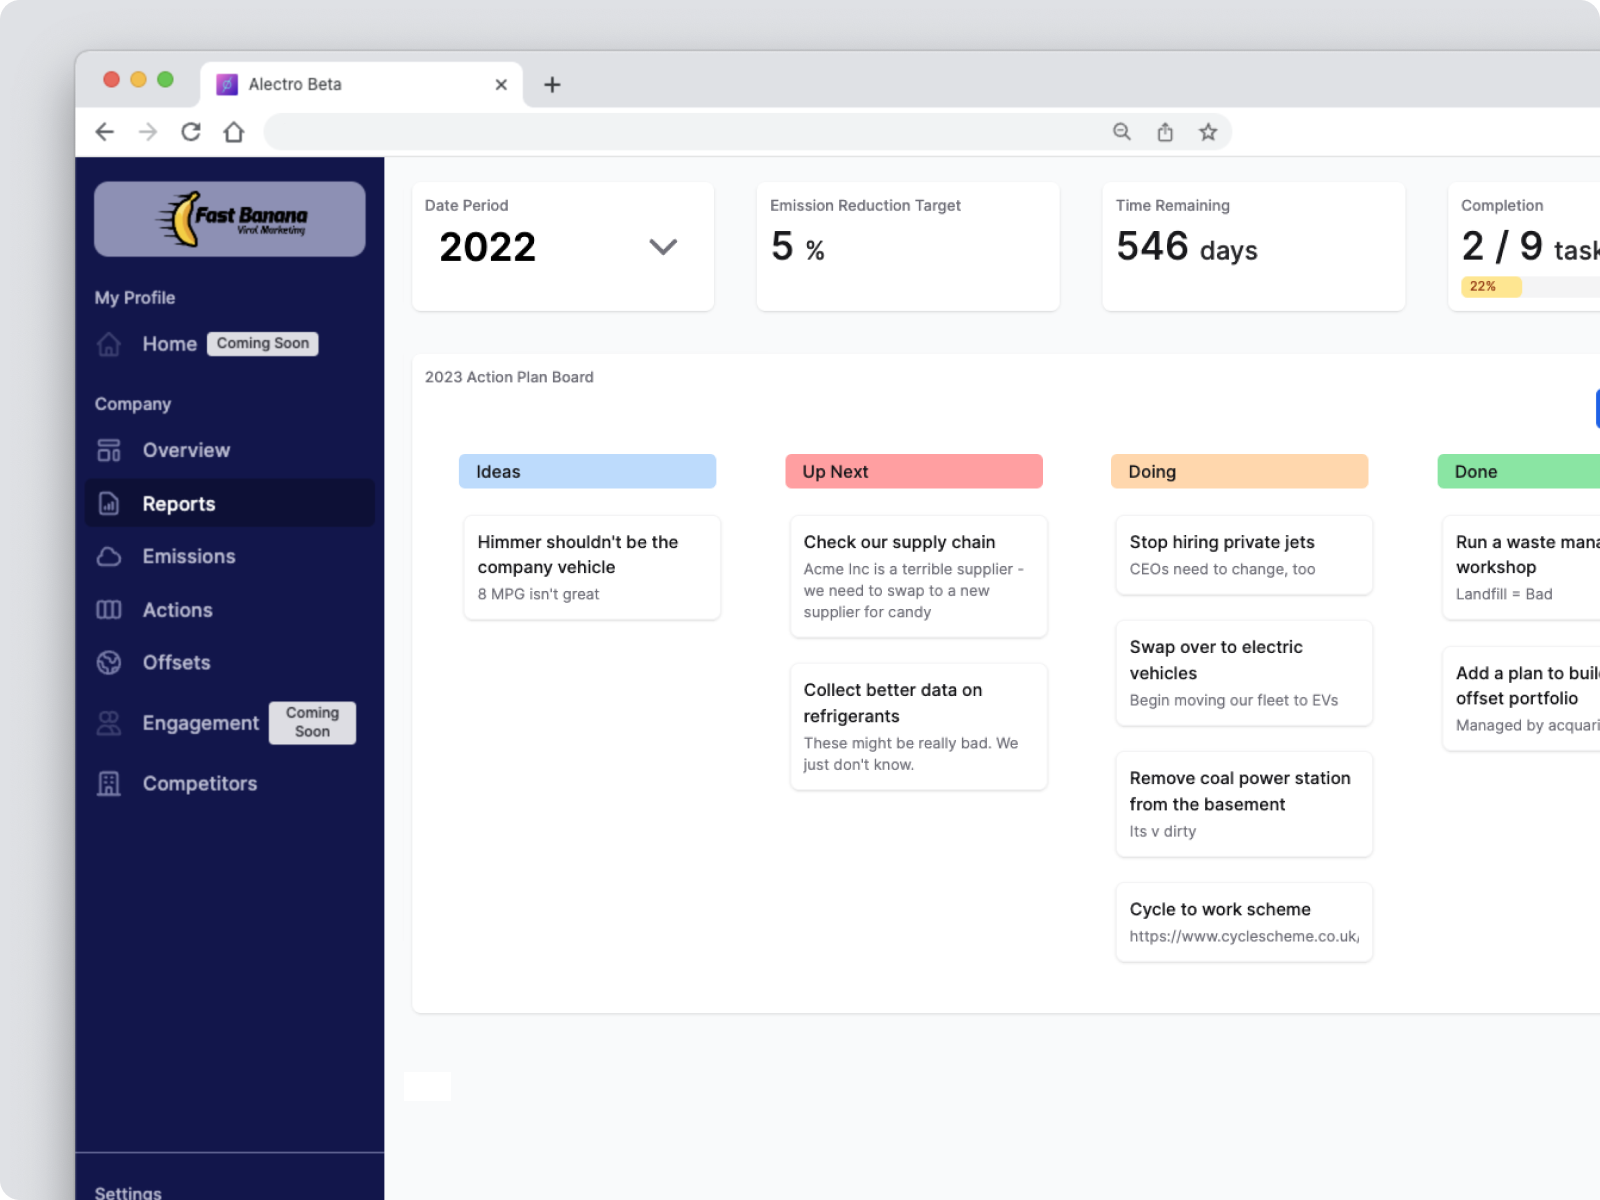 Alectro Beta
Fast Banana
Viral Marketing
My Profile
Home
Coming Soon
Company
Overview
Reports
Emissions
Actions
Offsets
Engagement
Coming
Soon
Competitors
Settings
Date Period
2022
Emission Reduction Target
5 %
Time Remaining
546 days
Completion
2 / 9 task
22%
2023 Action Plan Board
Ideas
Himmer shouldn't be the
company vehicle
8 MPG isn't great
Up Next
Check our supply chain
Acme Inc is a terrible supplier -
we need to swap to a new
supplier for candy
Collect better data on
refrigerants
These might be really bad. We
just don't know.
Doing
Stop hiring private jets
CEOs need to change, too
Swap over to electric
vehicles
Begin moving our fleet to EVs
Remove coal power station
from the basement
Its v dirty
Cycle to work scheme
https://www.cyclescheme.co.uk/
Done
Run a waste mana
workshop
Landfill = Bad
Add a plan to buil
offset portfolio
Managed by acquari